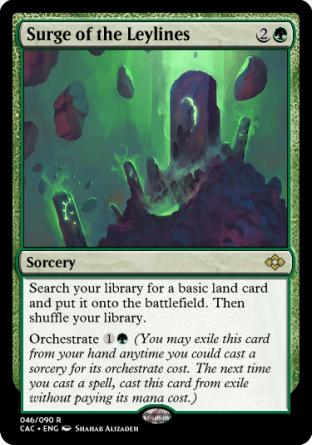 Surge of the Leylines 2
Sorcery
Search your library for a basic land card
and put it onto the battlefield. Then
shuffle your library.
Orchestrate 1 (You may exile this card
from your hand anytime you could cast a
sorcery for its orchestrate cost. The next
time you cast a spell, cast this card from exile
without paying its mana cost.)
046/090 R
CAC • ENG Shahab Alizadeh